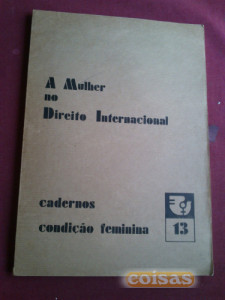 A Mulher
no
Direito Internacional
cadernos
condição feminina
13
coisas